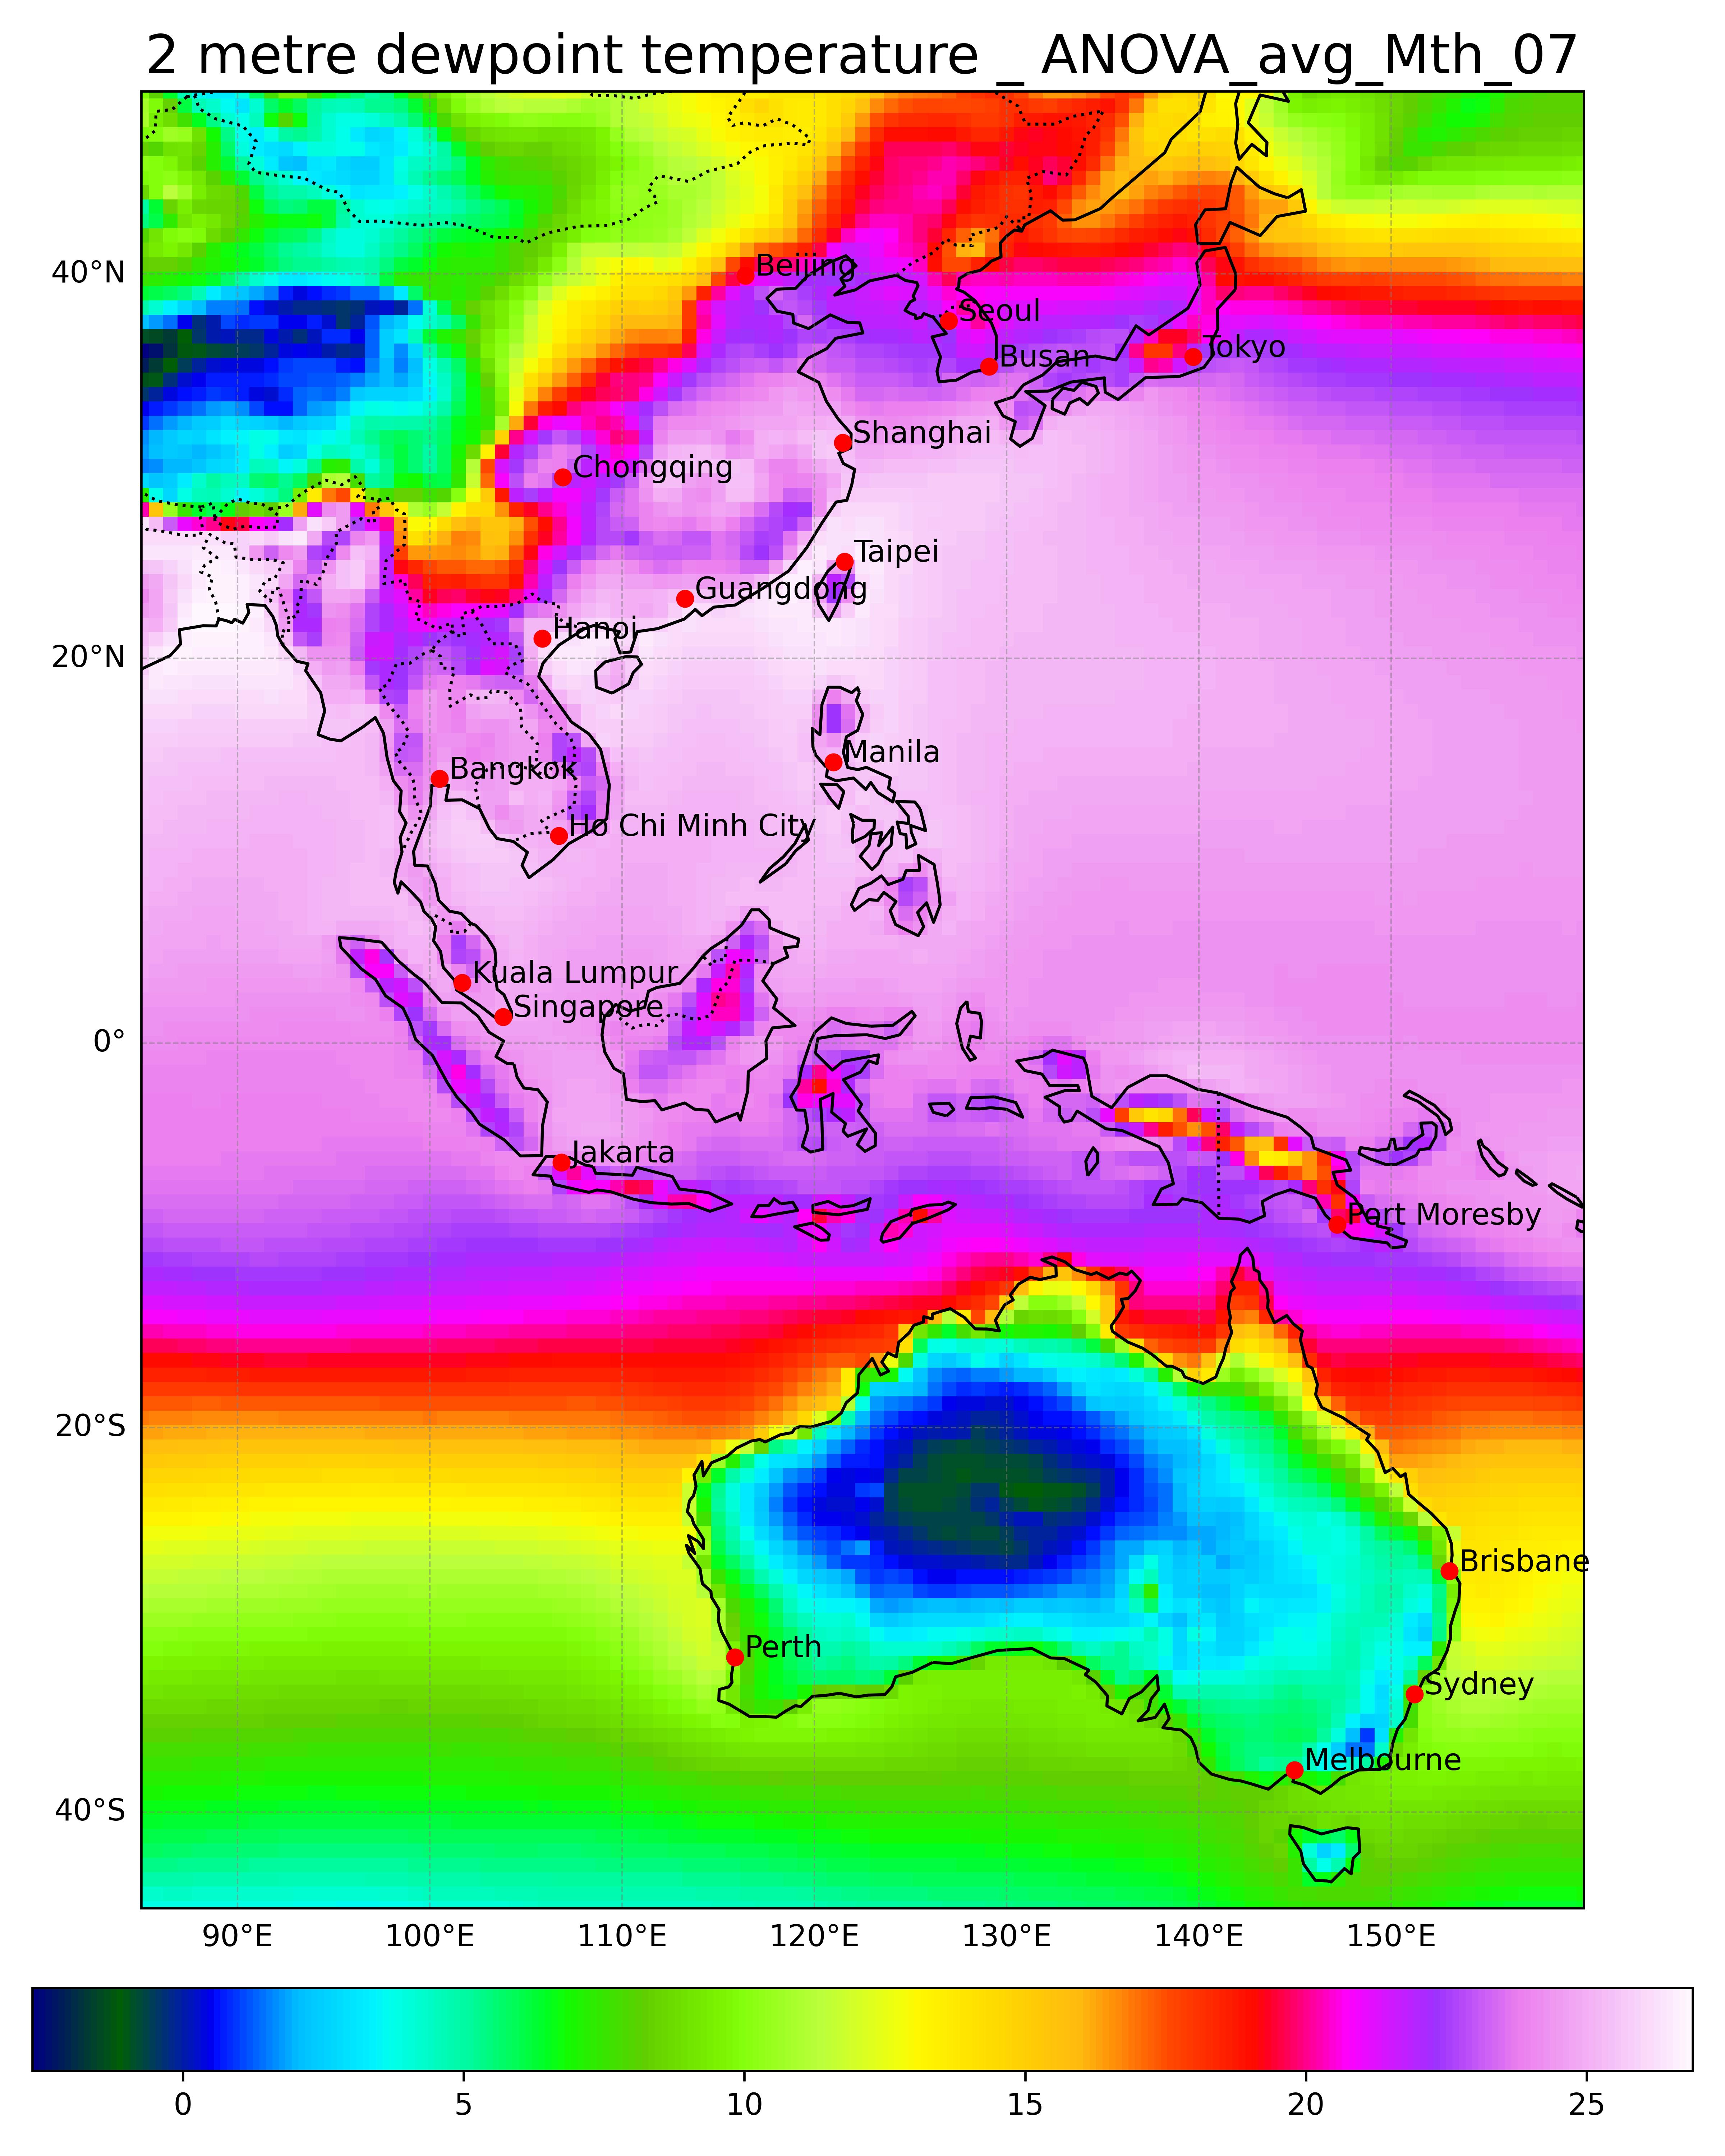 2 metre dewpoint temperature _ ANOVA_avg_Mth_07
40°N
20°N
0°
20°S
40°S
Beijing
Seoul
Tokyo
Busan
Shanghai
Chongqing
Taipei
Guangdong
Hanoi
Manila
Bangkok
Ho Chi Minh City
Kuala Lumpur
Singapore
Jakarta
Port Moresby
Brisbane
Perth
Sydney
Melbourne
90°E 100°E 110°E 120°E 130°E 140°E 150°E
0 5 10 15 20 25